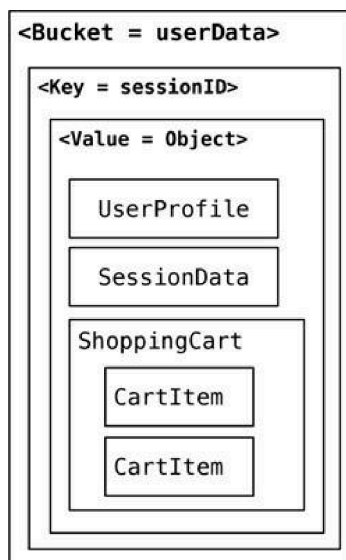 <Bucket = userData>
<Key = sessionID>
<Value = Object>
UserProfile
SessionData
ShoppingCart
CartItem
CartItem